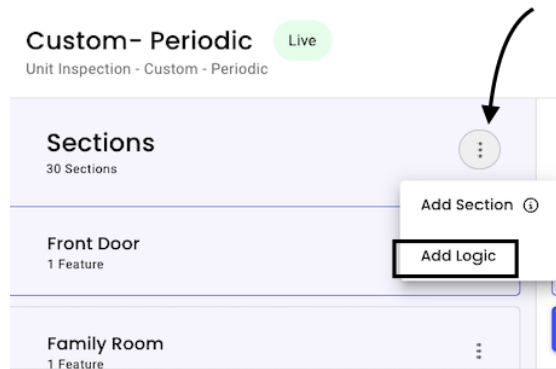 Custom- Periodic Live
Unit Inspection - Custom - Periodic
Sections
30 Sections
Add Section
Front Door
1 Feature
Add Logic
Family Room
1 Feature